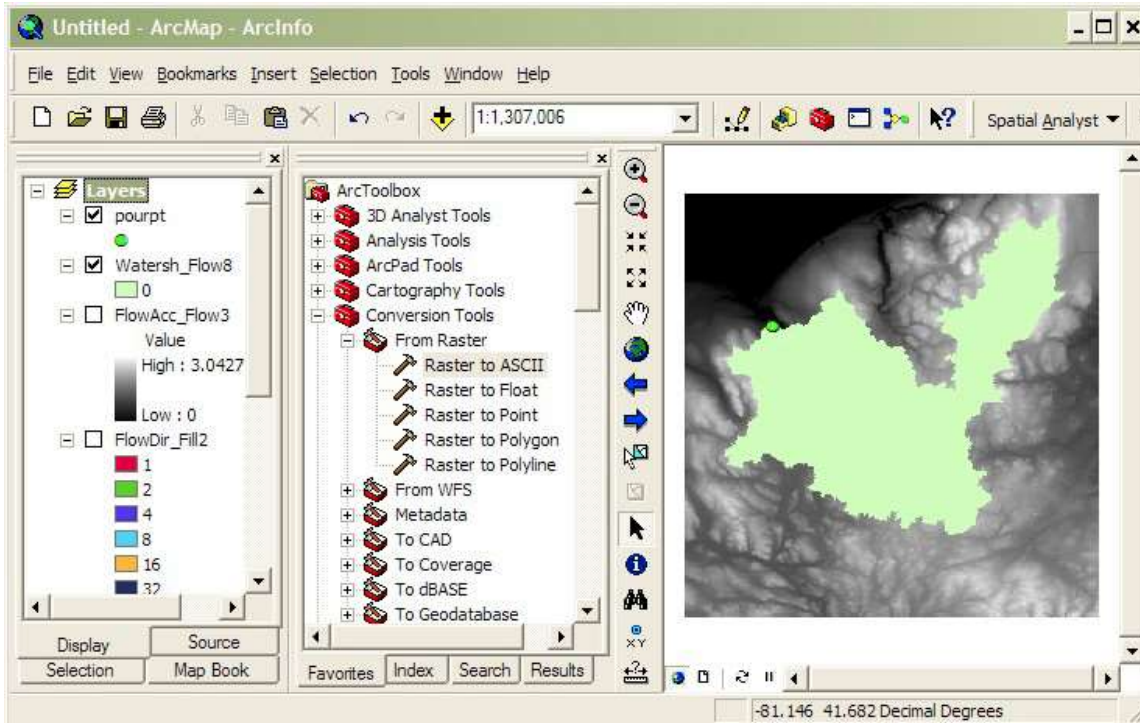 Untitled - ArcMap - ArcInfo
File Edit View Bookmarks Insert Selection Tools Window Help
1:1,307,006
Spatial Analyst
Layers
pourpt
Watersh_Flow8
0
FlowAcc_Flow3
Value
High : 3.0427
Low : 0
FlowDir_Fill2
1
2
4
8
16
32
Display
Source
Selection
Map Book
ArcToolbox
3D Analyst Tools
Analysis Tools
ArcPad Tools
Cartography Tools
Conversion Tools
From Raster
Raster to ASCII
Raster to Float
Raster to Point
Raster to Polygon
Raster to Polyline
From WFS
Metadata
To CAD
To Coverage
To dBASE
To Geodatabase
Favorites
Index
Search
Results
XY
-81.146 41.682 Decimal Degrees